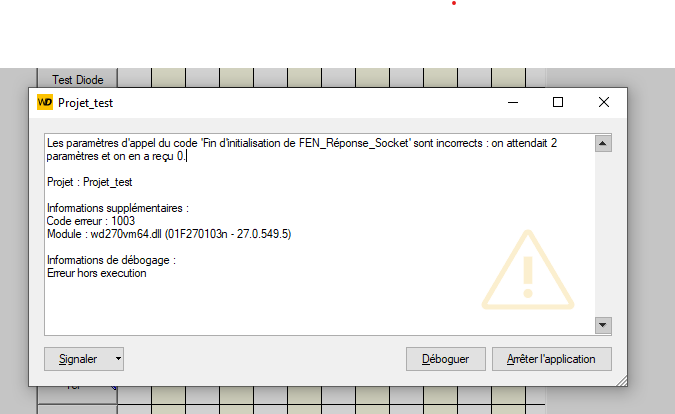 Test Diode
WD Projet_test
Les paramètres d'appel du code 'Fin d'initialisation de FEN_Réponse_Socket' sont incorrects : on attendait 2
paramètres et on en a reçu 0.
Projet : Projet_test
Informations supplémentaires :
Code erreur : 1003
Module : wd270vm64.dll (01F270103n - 27.0.549.5)
Informations de débogage :
Erreur hors execution
Signaler
Déboguer
Arrêter l'application